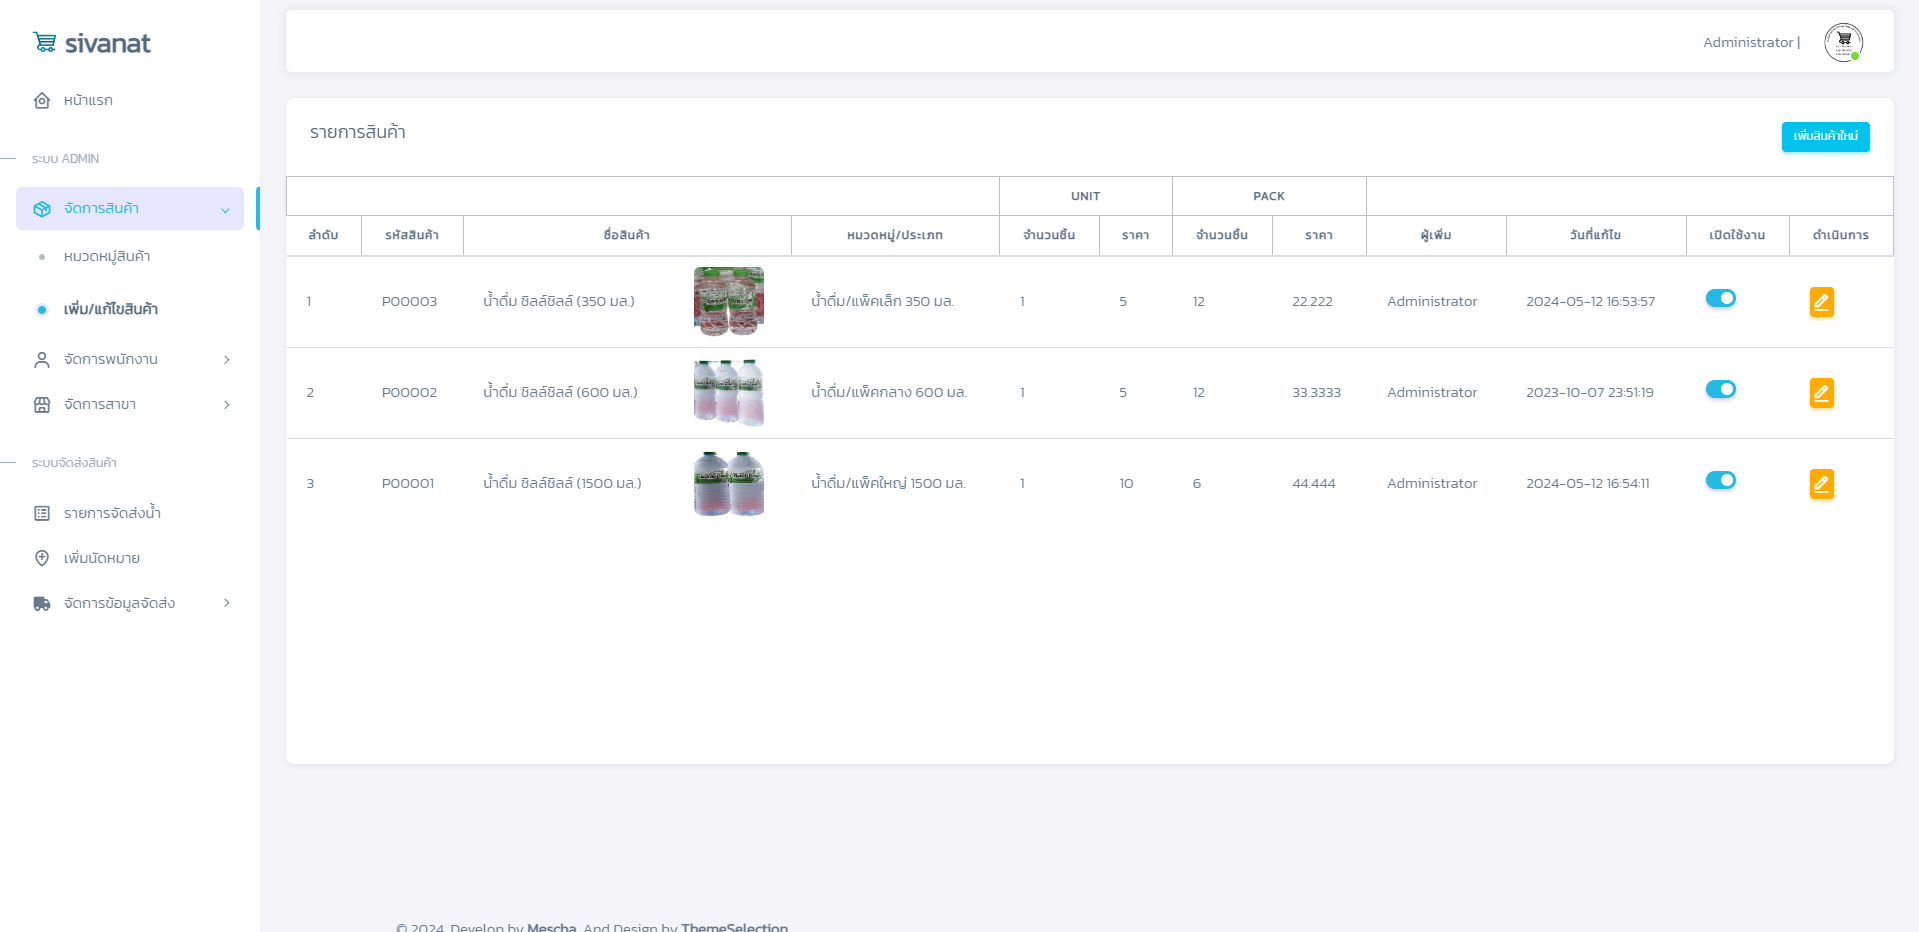 sivanat
Administrator |
หน้าแรก
ระบบ ADMIN
จัดการสินค้า
หมวดหมู่สินค้า
เพิ่ม/แก้ไขสินค้า
จัดการพนักงาน
จัดการสาขา
ระบบจัดส่งสินค้า
รายการจัดส่งน้ำ
เพิ่มนัดหมาย
จัดการข้อมูลจัดส่ง
รายการสินค้า
เพิ่มสินค้าใหม่
UNIT PACK
ลำดับ รหัสสินค้า ชื่อสินค้า หมวดหมู่/ประเภท จำนวนชิ้น ราคา จำนวนชิ้น ราคา ผู้เพิ่ม วันที่แก้ไข เปิดใช้งาน ดำเนินการ
1 P00003 น้ำดื่ม ซิลล์ซิลล์ (350 มล.) น้ำดื่ม/แพ็คเล็ก 350 มล. 1 5 12 22.222 Administrator 2024-05-12 16:53:57
2 P00002 น้ำดื่ม ซิลล์ซิลล์ (600 มล.) น้ำดื่ม/แพ็คกลาง 600 มล. 1 5 12 33.3333 Administrator 2023-10-07 23:51:19
3 P00001 น้ำดื่ม ซิลล์ซิลล์ (1500 มล.) น้ำดื่ม/แพ็คใหญ่ 1500 มล. 1 10 6 44.444 Administrator 2024-05-12 16:54:11
© 2024, Develop by Mescha. And Design by ThemeSelection